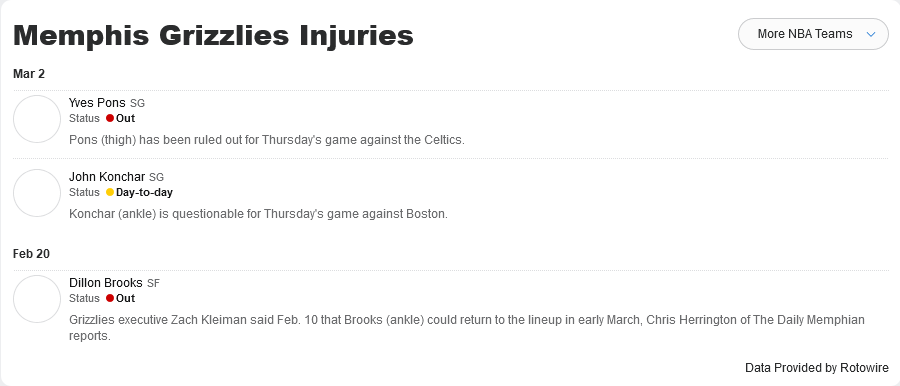 Memphis Grizzlies Injuries
More NBA Teams
Mar 2
Yves Pons SG
Status Out
Pons (thigh) has been ruled out for Thursday's game against the Celtics.
John Konchar SG
Status Day-to-day
Konchar (ankle) is questionable for Thursday's game against Boston.
Feb 20
Dillon Brooks SF
Status Out
Grizzlies executive Zach Kleiman said Feb. 10 that Brooks (ankle) could return to the lineup in early March, Chris Herrington of The Daily Memphian
reports.
Data Provided by Rotowire